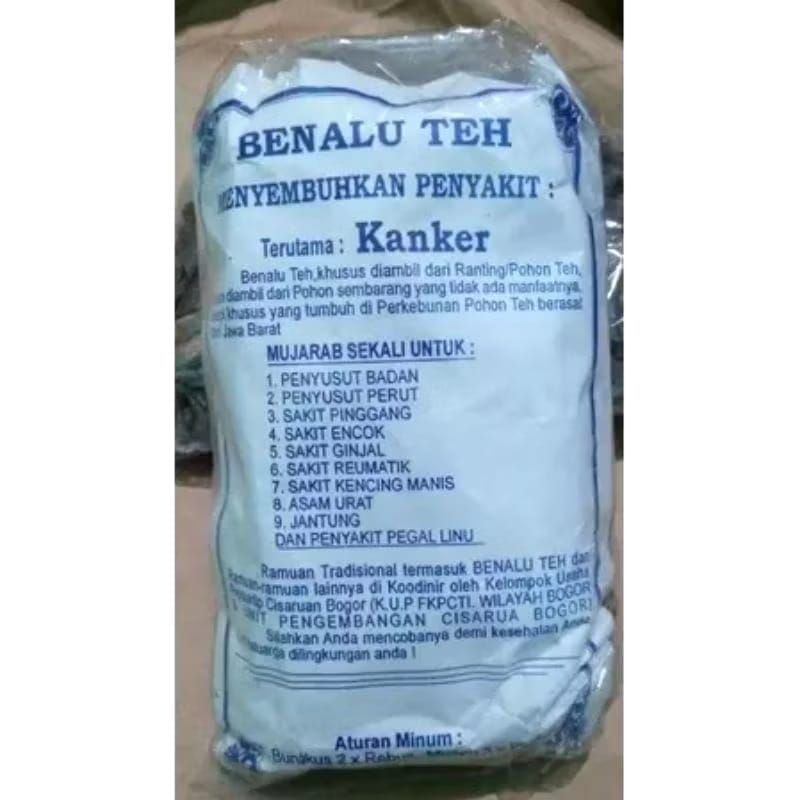 BENALU TEH
MENYEMBUHKAN PENYAKIT :
Terutama : Kanker
Benalu Teh,khusus diambil dari Ranting/Pohon Teh,
diambil dari Pohon sembarang yang tidak ada manfaatnya,
khusus yang tumbuh di Perkebunan Pohon Teh berasal
Jawa Barat
MUJARAB SEKALI UNTUK :
1. PENYUSUT BADAN
2. PENYUSUT PERUT
3. SAKIT PINGGANG
4. SAKIT ENCOK
5. SAKIT GINJAL
6. SAKIT REUMATIK
7. SAKIT KENCING MANIS
8. ASAM URAT
9. JANTUNG
DAN PENYAKIT PEGAL LINU
Ramuan Tradisional termasuk BENALU TEH dan
Ramuan-ramuan lainnya di Koodinir oleh Kelompok Usaha
Cisaruan Bogor (K.U.P FKPCTI. WILAYAH BOGOR
PENGEMBANGAN CISARUA BOGOR)
Silahkan Anda mencobanya demi kesehatan Anda
dilingkungan anda !
Aturan Minum :
2 x